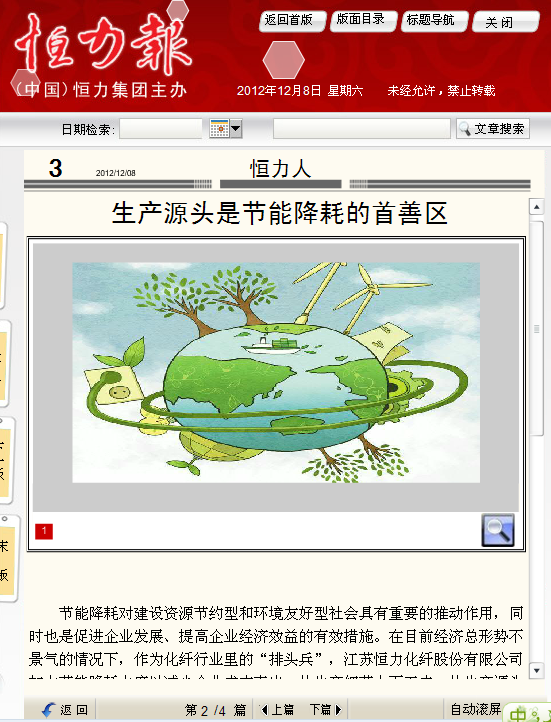 恒力報
(中国)恒力集团主办
返回首版 版面目录 标题导航 关 闭
2012年12月8日 星期六 未经允许，禁止转载
日期检索: 文章搜索
3 2012/12/08 恒力人
生产源头是节能降耗的首善区
1
末
版
节能降耗对建设资源节约型和环境友好型社会具有重要的推动作用，同
时也是促进企业发展、提高企业经济效益的有效措施。在目前经济总形势不
景气的情况下，作为化纤行业里的“排头兵”，江苏恒力化纤股份有限公司
返 回 第 2 /4 篇 上篇 下篇 自动滚屏
中